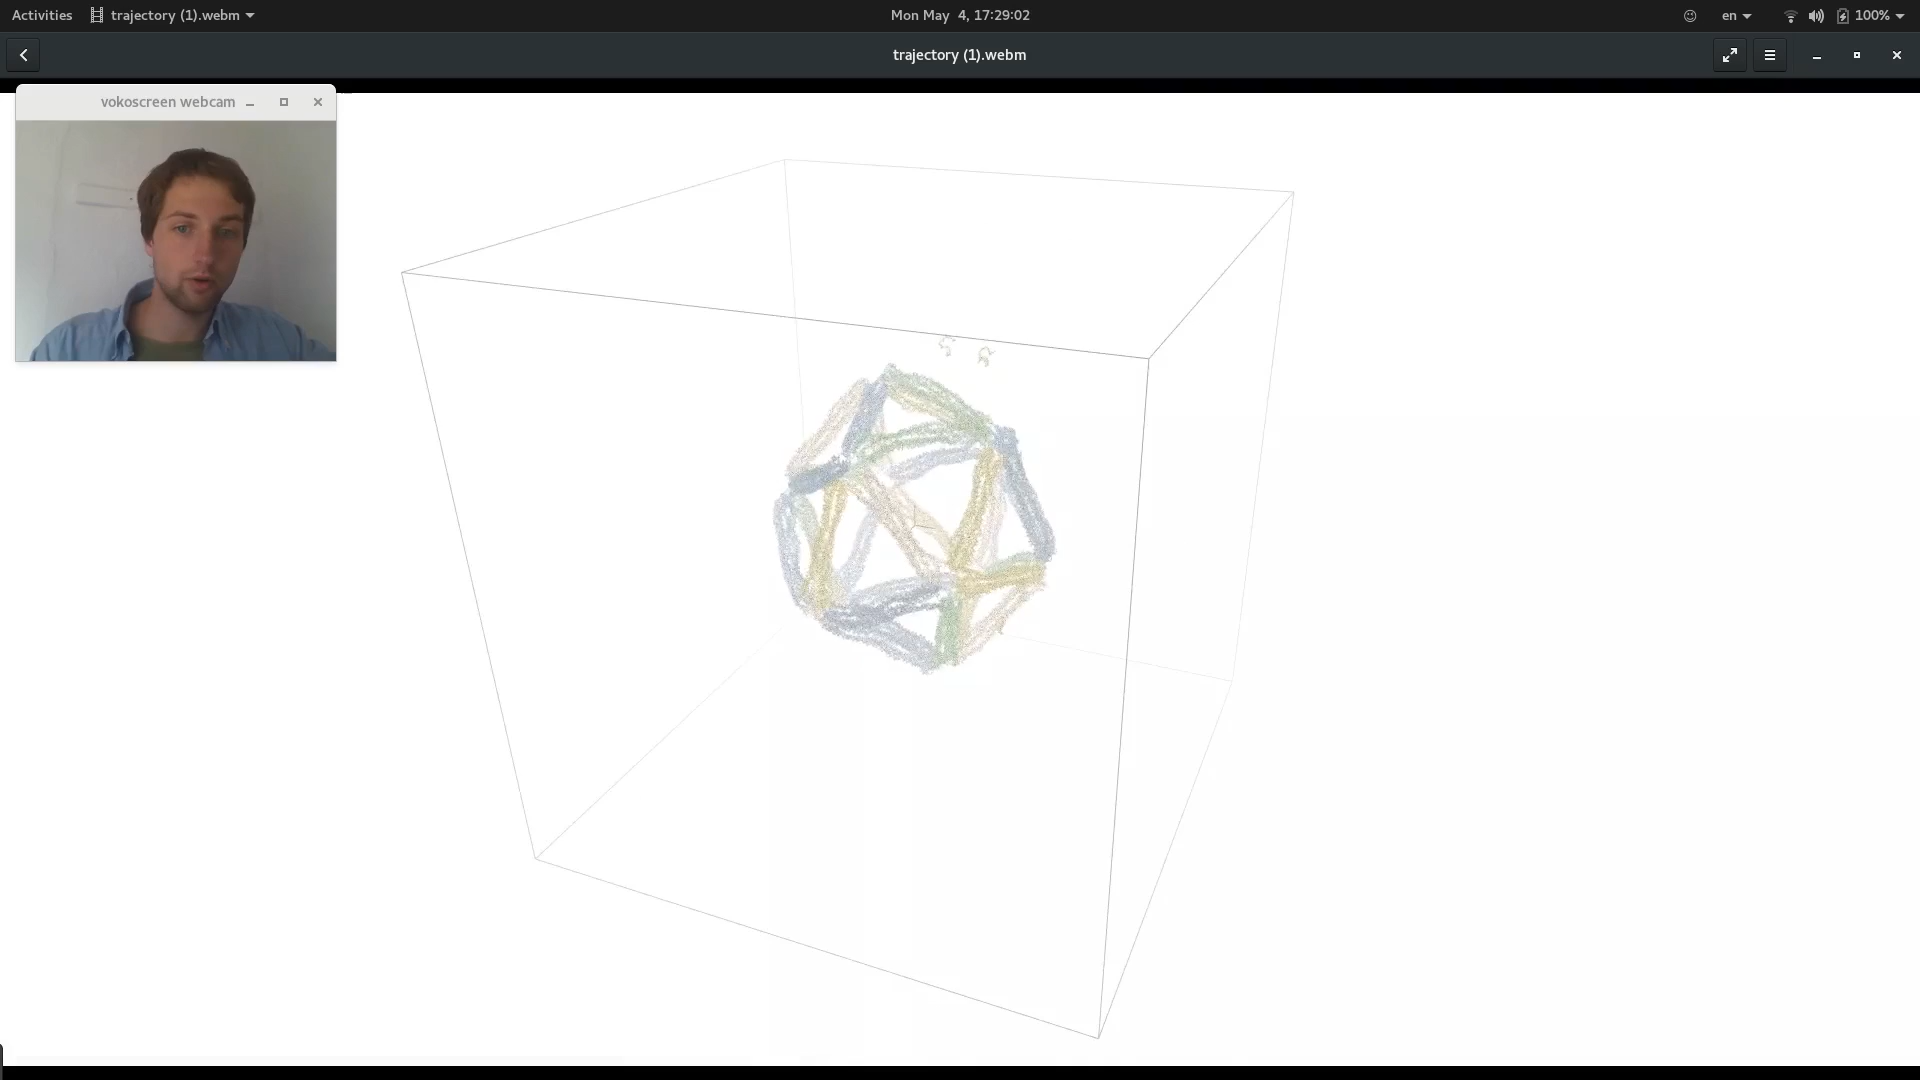 Activities
trajectory (1).webm
Mon May 4, 17:29:02
en
100%
trajectory (1).webm
vokoscreen webcam